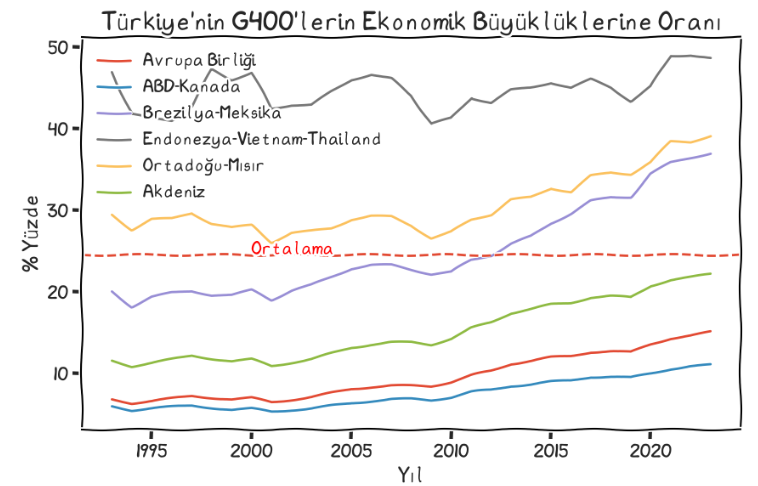 Türkiye'nin G400'lerin Ekonomik Büyüklüklerine Oranı
50
40
30
20
10
% Yüzde
Avrupa Birliği
ABD-Kanada
Brezilya-Meksika
Endonezya-Vietnam-Thailand
Ortadoğu-Mısır
Akdeniz
Ortalama
1995
2000
2005
2010
2015
2020
Yıl